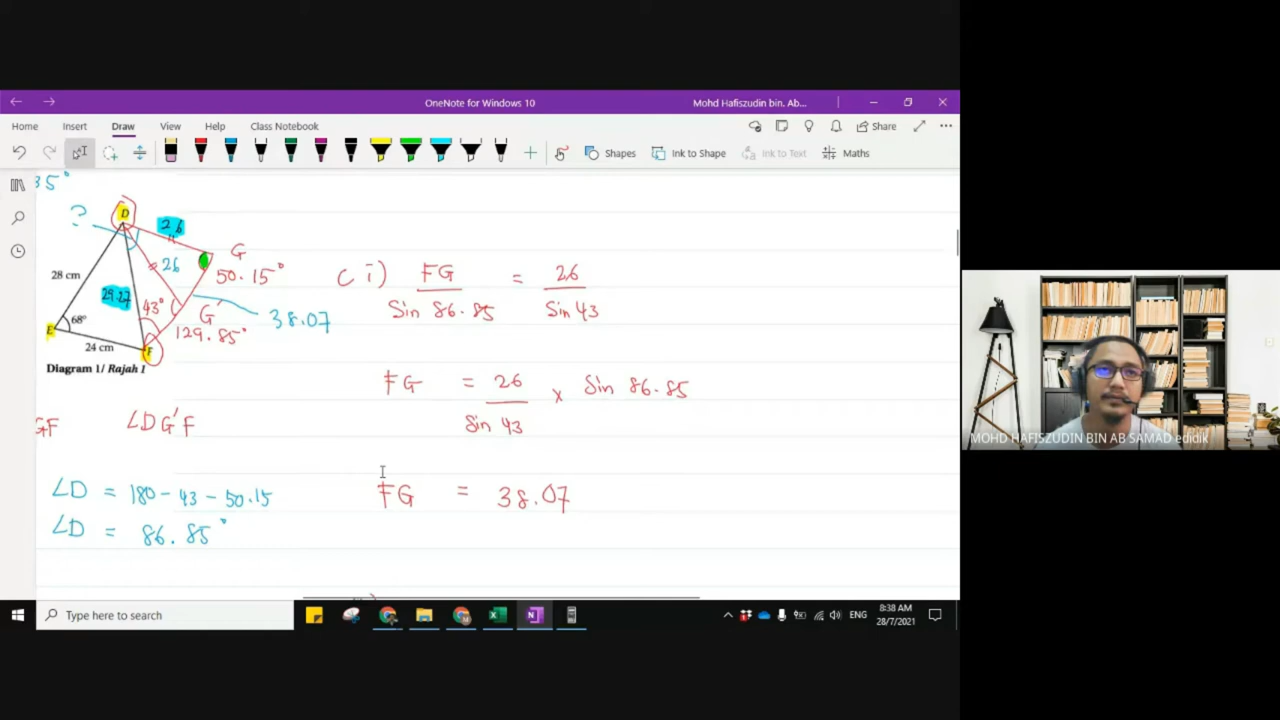 OneNote for Windows 10
Mohd Hafiszudin bin. Ab...
Home Insert Draw View Help Class Notebook Share
Shapes Ink to Shape Ink to Text Maths
35°
D
?
26
G
26
50.15°
28 cm
29.27
43°
G'
38.07
E
68°
129.85°
24 cm
F
Diagram 1/ Rajah 1
GF ∠DG'F
∠D = 180 - 43 - 50.15
∠D = 86.85°
c i) FG = 26
Sin 86.85 Sin 43
FG = 26 x Sin 86.85
Sin 43
FG = 38.07
MOHD HAFISZUDIN BIN AB SAMAD edidik
Type here to search
ENG
8:38 AM
28/7/2021